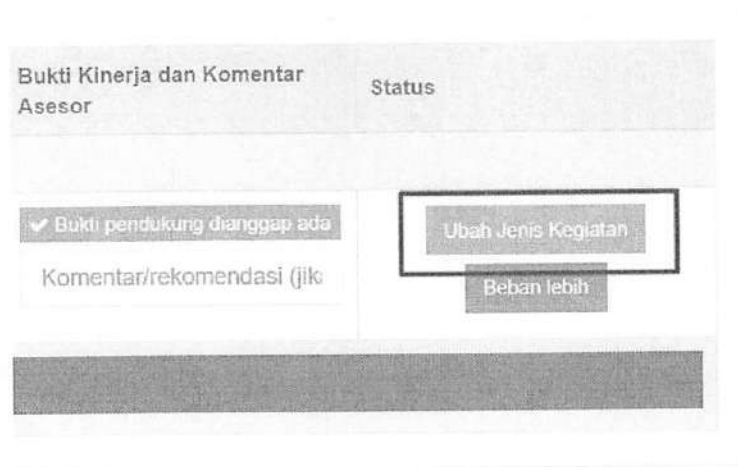 Bukti Kinerja dan Komentar
Asesor
Status
✔ Bukti pendukung dianggap ada
Komentar/rekomendasi (jik
Ubah Jenis Kegiatan
Beban lebih